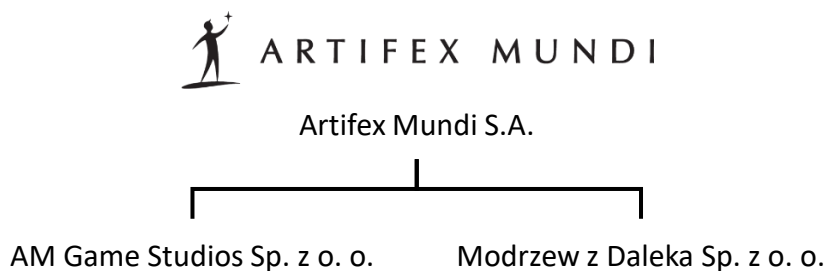 ARTIFEX MUNDI
Artifex Mundi S.A.
AM Game Studios Sp. z o. o. Modrzew z Daleka Sp. z o. o.